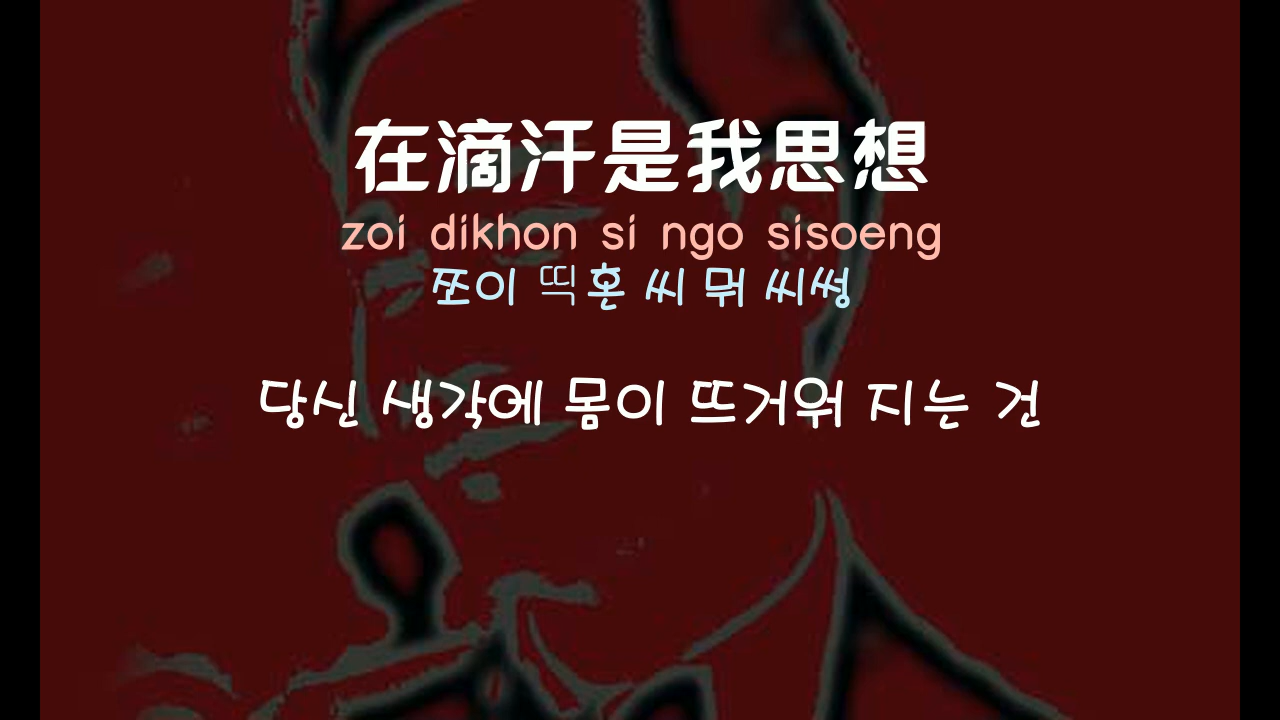 在滴汗是我思想
zoi dikhon si ngo sisoeng
쪼이 띡혼 씨 뭐 씨썽
당신 생각에 몸이 뜨거워 지는 건